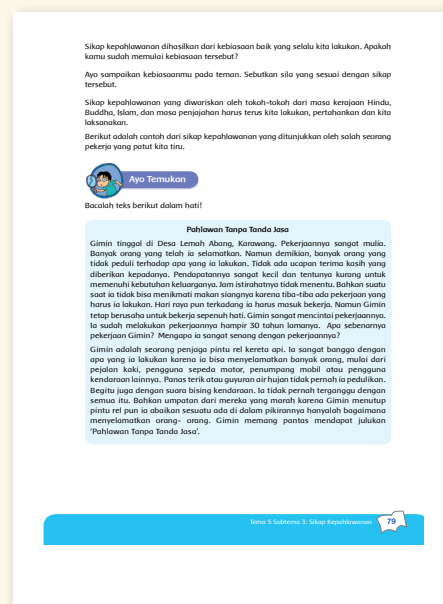 Sikap kepahlawanan dihasilkan dari kebiasaan baik yang selalu kita lakukan. Apakah
kamu sudah memulai kebiasaan tersebut?
Ayo sampaikan kebiasaanmu pada teman. Sebutkan sila yang sesuai dengan sikap
tersebut.
Sikap kepahlawanan yang diwariskan oleh tokoh-tokoh dari masa kerajaan Hindu,
Buddha, Islam, dan masa penjajahan harus terus kita lakukan, pertahankan dan kita
laksanakan.
Berikut adalah contoh dari sikap kepahlawanan yang ditunjukkan oleh salah seorang
pekerja yang patut kita tiru.
Ayo Temukan
Bacalah teks berikut dalam hati!
Pahlawan Tanpa Tanda Jasa
Gimin tinggal di Desa Lemah Abang, Karawang. Pekerjaannya sangat mulia.
Banyak orang yang telah ia selamatkan. Namun demikian, banyak orang yang
tidak peduli terhadap apa yang ia lakukan. Tidak ada ucapan terima kasih yang
diberikan kepadanya. Pendapatannya sangat kecil dan tentunya kurang untuk
memenuhi kebutuhan keluarganya. Jam istirahatnya tidak menentu. Bahkan suatu
saat ia tidak bisa menikmati makan siangnya karena tiba-tiba ada pekerjaan yang
harus ia lakukan. Hari raya pun terkadang ia harus masuk bekerja. Namun Gimin
tetap berusaha untuk bekerja sepenuh hati. Gimin sangat mencintai pekerjaannya.
Ia sudah melakukan pekerjaannya hampir 30 tahun lamanya. Apa sebenarnya
pekerjaan Gimin? Mengapa ia sangat senang dengan pekerjaannya?
Gimin adalah seorang penjaga pintu rel kereta api. Ia sangat bangga dengan
apa yang ia lakukan karena ia bisa menyelamatkan banyak orang, mulai dari
pejalan kaki, pengguna sepeda motor, penumpang mobil atau pengguna
kendaraan lainnya. Panas terik atau guyuran air hujan tidak pernah ia pedulikan.
Begitu juga dengan suara bising kendaraan. Ia tidak pernah terganggu dengan
semua itu. Bahkan umpatan dari mereka yang marah karena Gimin menutup
pintu rel pun ia abaikan sesuatu ada di dalam pikirannya hanyalah bagaimana
menyelamatkan orang- orang. Gimin memang pantas mendapat julukan
'Pahlawan Tanpa Tanda Jasa'.
Tema 5 Subtema 3: Sikap Kepahlawanan
79